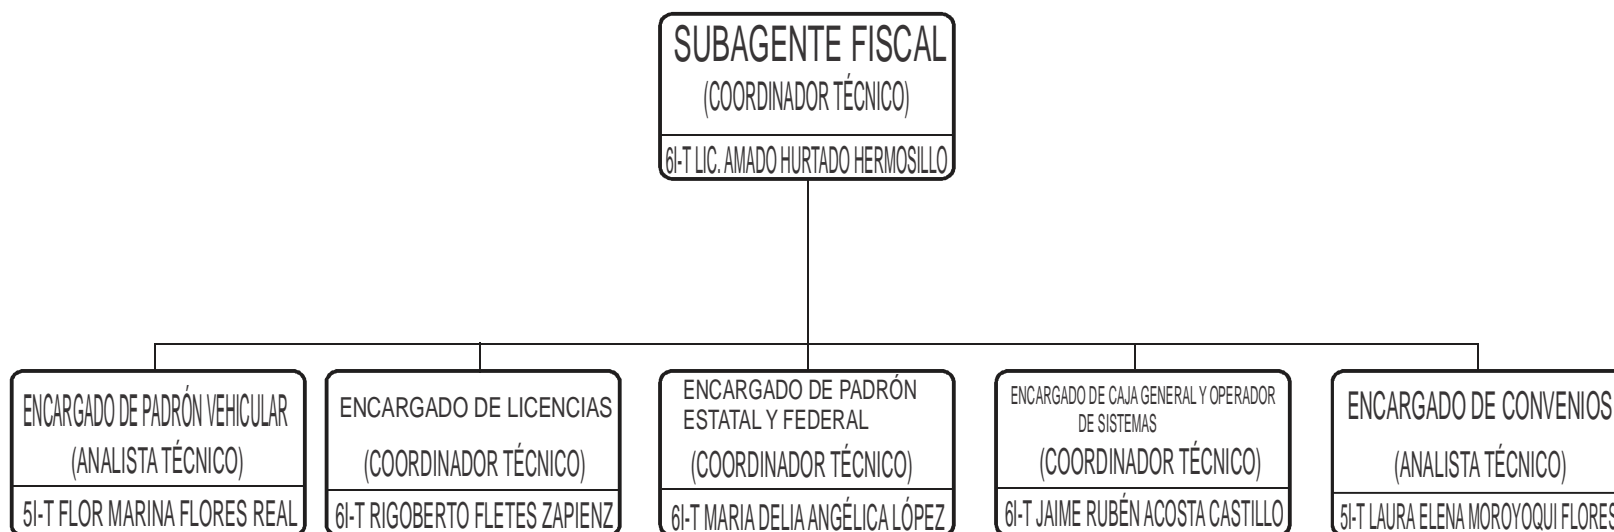 SUBAGENTE FISCAL
(COORDINADOR TÉCNICO)
6I-T LIC. AMADO HURTADO HERMOSILLO
ENCARGADO DE PADRÓN VEHICULAR
(ANALISTA TÉCNICO)
5I-T FLOR MARINA FLORES REAL
ENCARGADO DE LICENCIAS
(COORDINADOR TÉCNICO)
6I-T RIGOBERTO FLETES ZAPIENZ
ENCARGADO DE PADRÓN
ESTATAL Y FEDERAL
(COORDINADOR TÉCNICO)
6I-T MARIA DELIA ANGÉLICA LÓPEZ
ENCARGADO DE CAJA GENERAL Y OPERADOR
DE SISTEMAS
(COORDINADOR TÉCNICO)
6I-T JAIME RUBÉN ACOSTA CASTILLO
ENCARGADO DE CONVENIOS
(ANALISTA TÉCNICO)
5I-T LAURA ELENA MOROYOQUI FLORES